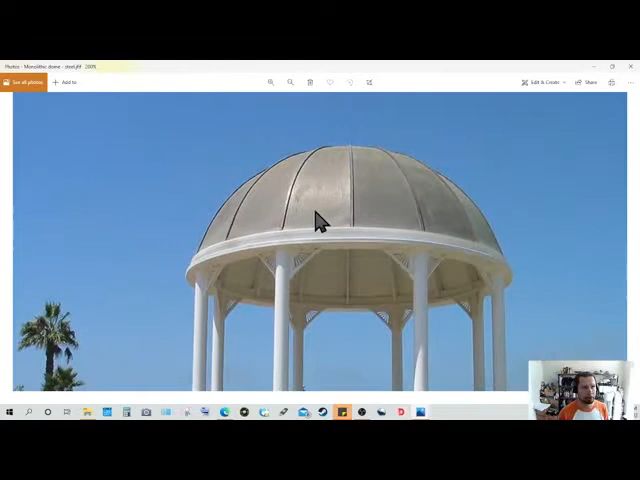 Photos - Monolithic dome - steel.jfif 200%
See all photos + Add to
Edit & Create Share